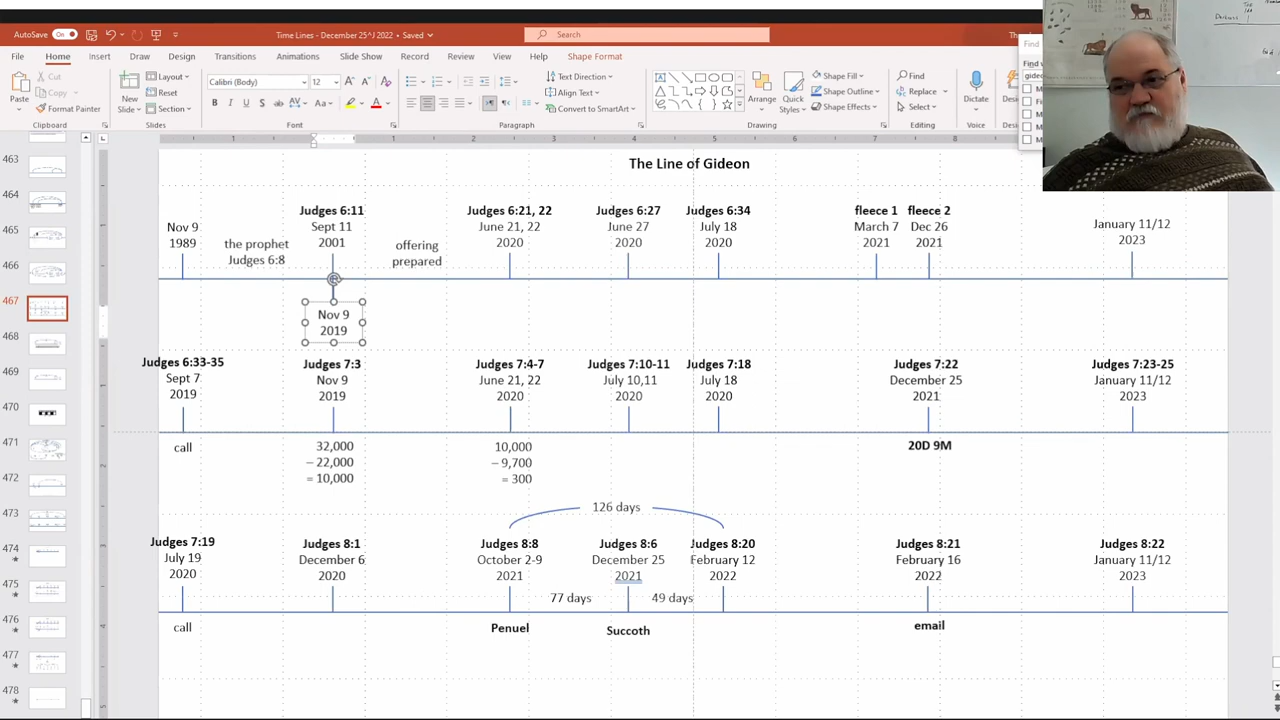 AutoSave On Time Lines - December 25^J 2022 • Saved Search
File Home Insert Draw Design Transitions Animations Slide Show Record Review View Help Shape Format
Paste Cut Copy Format Painter New Slide Layout Reset Section Calibri (Body) 12 Text Direction Align Text Convert to SmartArt Arrange Quick Styles Shape Fill Shape Outline Shape Effects Find Replace Select Dictate
Clipboard Slides Font Paragraph Drawing Editing Voice
The Line of Gideon
Judges 6:11 Judges 6:21, 22 Judges 6:27 Judges 6:34 fleece 1 fleece 2
Nov 9 Sept 11 June 21, 22 June 27 July 18 March 7 Dec 26 January 11/12
1989 2001 2020 2020 2020 2021 2021 2023
the prophet offering
Judges 6:8 prepared
Nov 9
2019
Judges 6:33-35 Judges 7:3 Judges 7:4-7 Judges 7:10-11 Judges 7:18 Judges 7:22 Judges 7:23-25
Sept 7 Nov 9 June 21, 22 July 10,11 July 18 December 25 January 11/12
2019 2019 2020 2020 2020 2021 2023
call 32,000 10,000 20D 9M
– 22,000 – 9,700
= 10,000 = 300
126 days
Judges 7:19 Judges 8:1 Judges 8:8 Judges 8:6 Judges 8:20 Judges 8:21 Judges 8:22
July 19 December 6 October 2-9 December 25 February 12 February 16 January 11/12
2020 2020 2021 2021 2022 2022 2023
77 days 49 days
call Penuel Succoth email
463
464
465
466
467
468
469
470
471
472
473
474
475
476
477
478